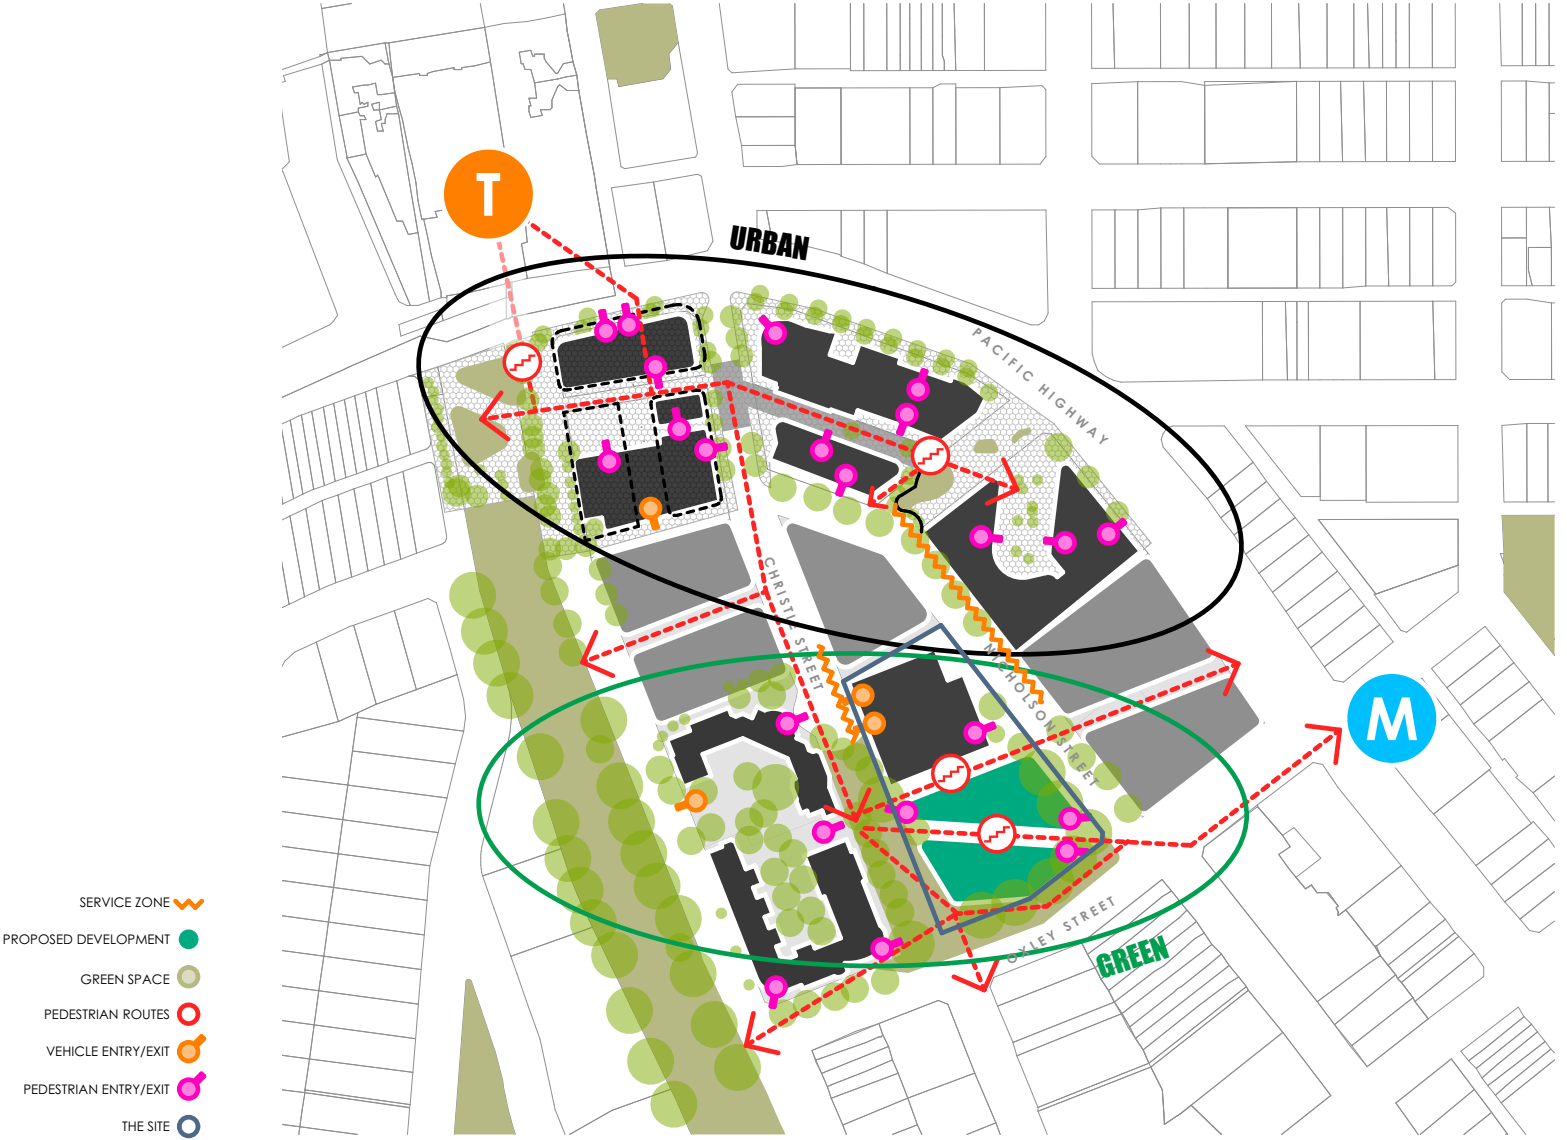 T
URBAN
PACIFIC HIGHWAY
CHRISTIE STREET
NICHOLSON STREET
M
OXLEY STREET
GREEN
SERVICE ZONE
PROPOSED DEVELOPMENT
GREEN SPACE
PEDESTRIAN ROUTES
VEHICLE ENTRY/EXIT
PEDESTRIAN ENTRY/EXIT
THE SITE